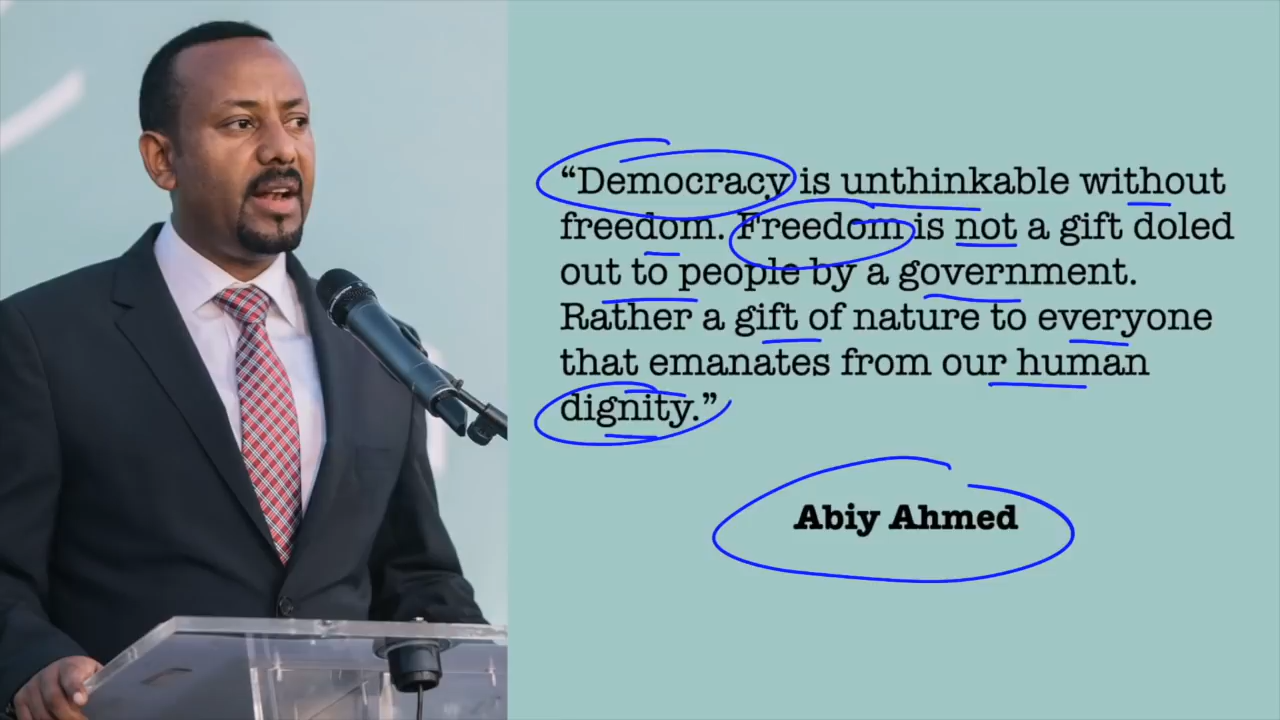 “Democracy is unthinkable without
freedom. Freedom is not a gift doled
out to people by a government.
Rather a gift of nature to everyone
that emanates from our human
dignity.”
Abiy Ahmed